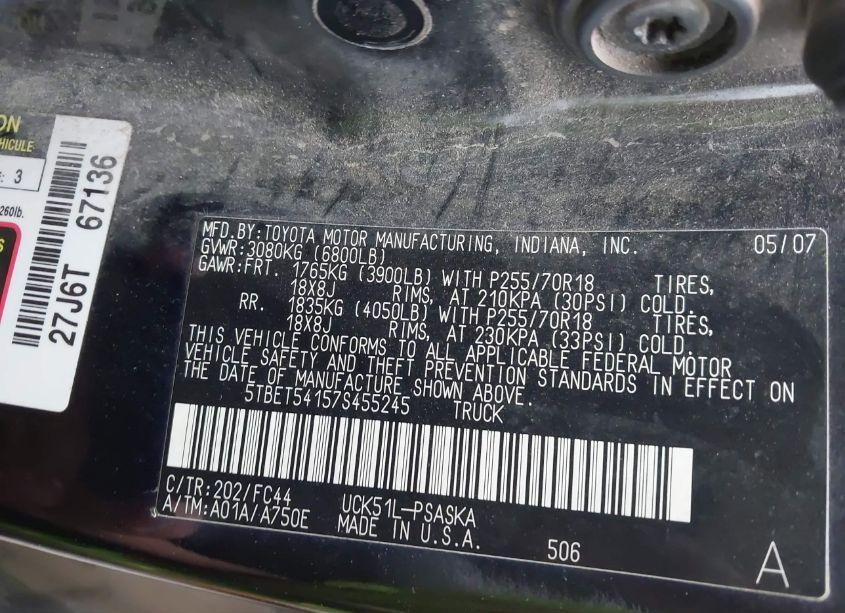 ON
HICULE
: 3
260lb.
S
27J6T 67136
MFD.BY:TOYOTA MOTOR MANUFACTURING, INDIANA, INC. 05/07
GVWR:3080KG (6800LB)
GAWR:FRT. 1765KG (3900LB) WITH P255/70R18 TIRES,
18X8J RIMS, AT 210KPA (30PSI) COLD.
RR. 1835KG (4050LB) WITH P255/70R18 TIRES,
18X8J RIMS, AT 230KPA (33PSI) COLD.
THIS VEHICLE CONFORMS TO ALL APPLICABLE FEDERAL MOTOR
VEHICLE SAFETY AND THEFT PREVENTION STANDARDS IN EFFECT ON
THE DATE OF MANUFACTURE SHOWN ABOVE.
5TBET54157S455245 TRUCK
C/TR:202/FC44 UCK51L-PSASKA
A/TM:A01A/A750E MADE IN U.S.A. 506 A